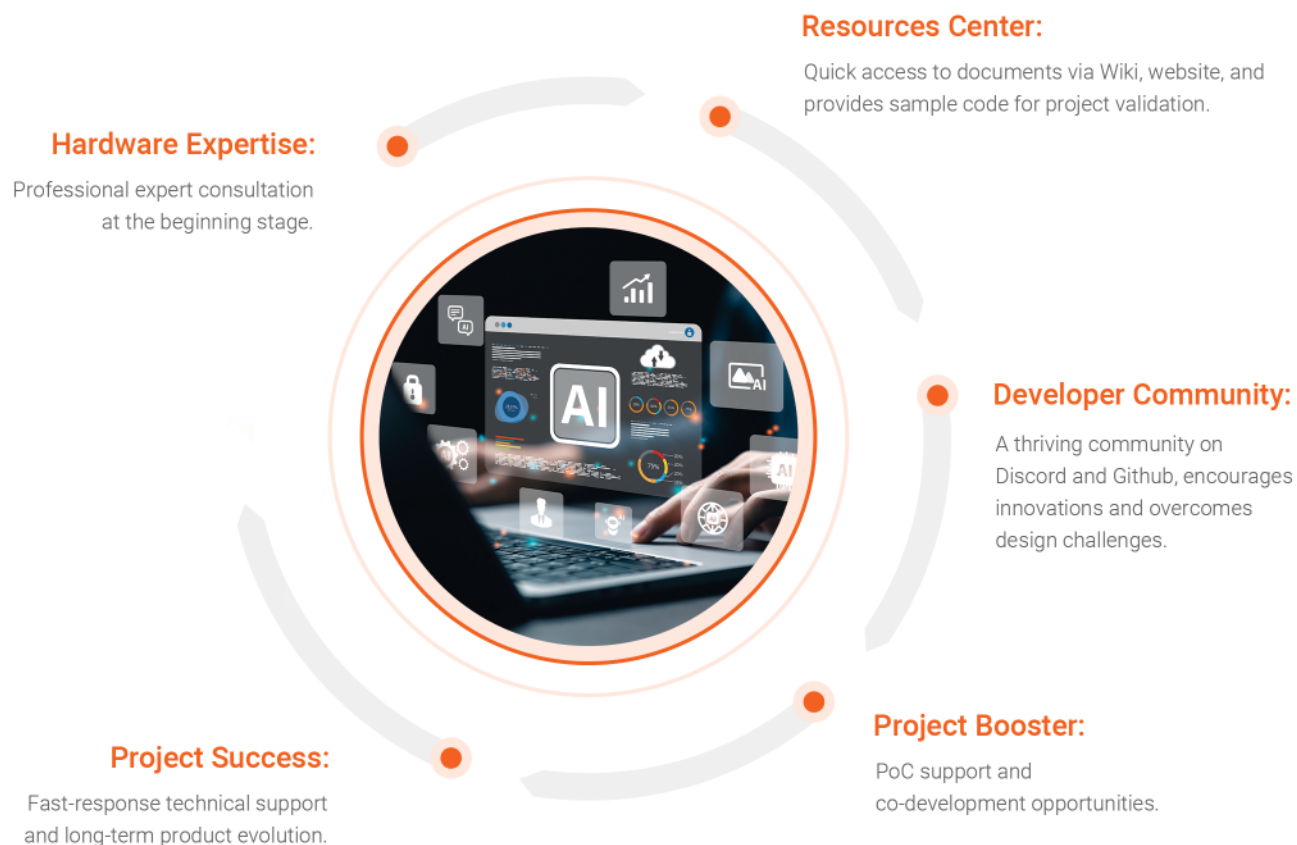 Resources Center:
Quick access to documents via Wiki, website, and
provides sample code for project validation.
Hardware Expertise:
Professional expert consultation
at the beginning stage.
Developer Community:
A thriving community on
Discord and Github, encourages
innovations and overcomes
design challenges.
Project Booster:
PoC support and
co-development opportunities.
Project Success:
Fast-response technical support
and long-term product evolution.
AI
AI
AI
AI
75%